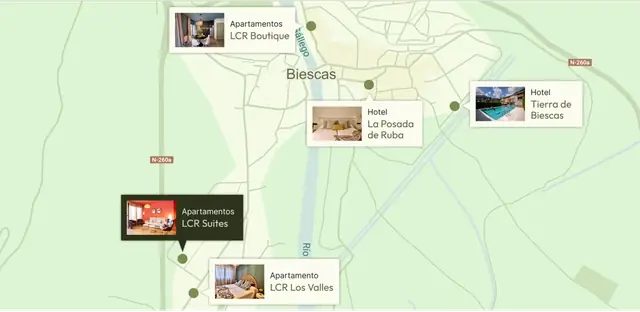 Apartamentos
LCR Boutique
Gállego
Biescas
N-260a
Hotel
Tierra de
Biescas
Hotel
La Posada
de Ruba
N-260a
Apartamentos
LCR Suites
Río
Apartamento
LCR Los Valles